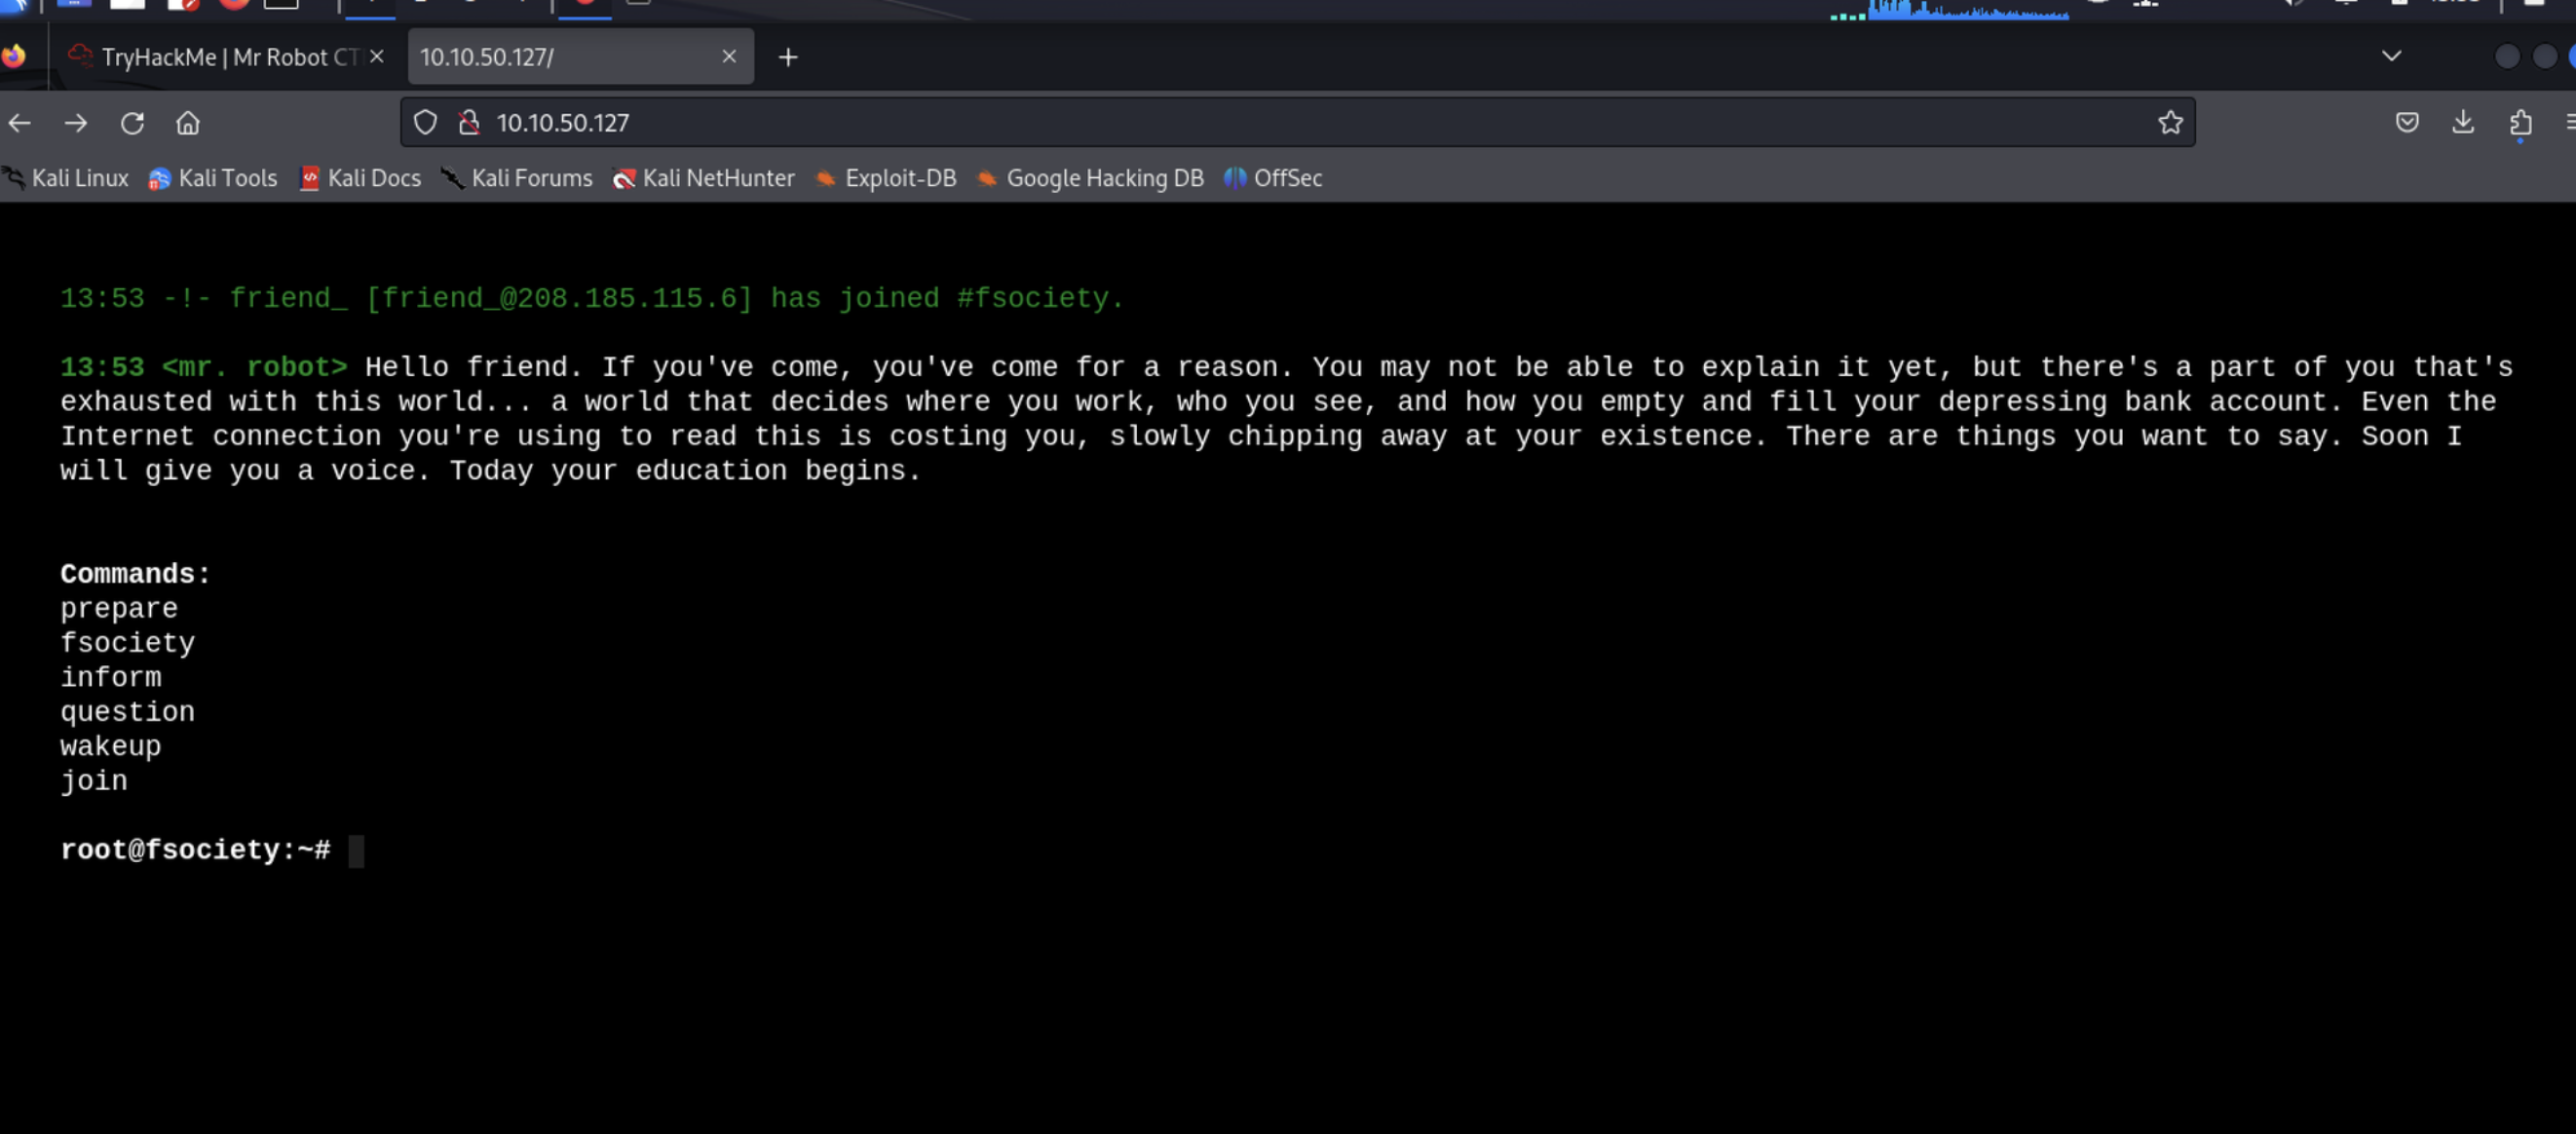 TryHackMe | Mr Robot CT
10.10.50.127/
10.10.50.127
Kali Linux Kali Tools Kali Docs Kali Forums Kali NetHunter Exploit-DB Google Hacking DB OffSec
13:53 -!- friend_ [friend_@208.185.115.6] has joined #fsociety.
13:53 <mr. robot> Hello friend. If you've come, you've come for a reason. You may not be able to explain it yet, but there's a part of you that's
exhausted with this world... a world that decides where you work, who you see, and how you empty and fill your depressing bank account. Even the
Internet connection you're using to read this is costing you, slowly chipping away at your existence. There are things you want to say. Soon I
will give you a voice. Today your education begins.
Commands:
prepare
fsociety
inform
question
wakeup
join
root@fsociety:~#